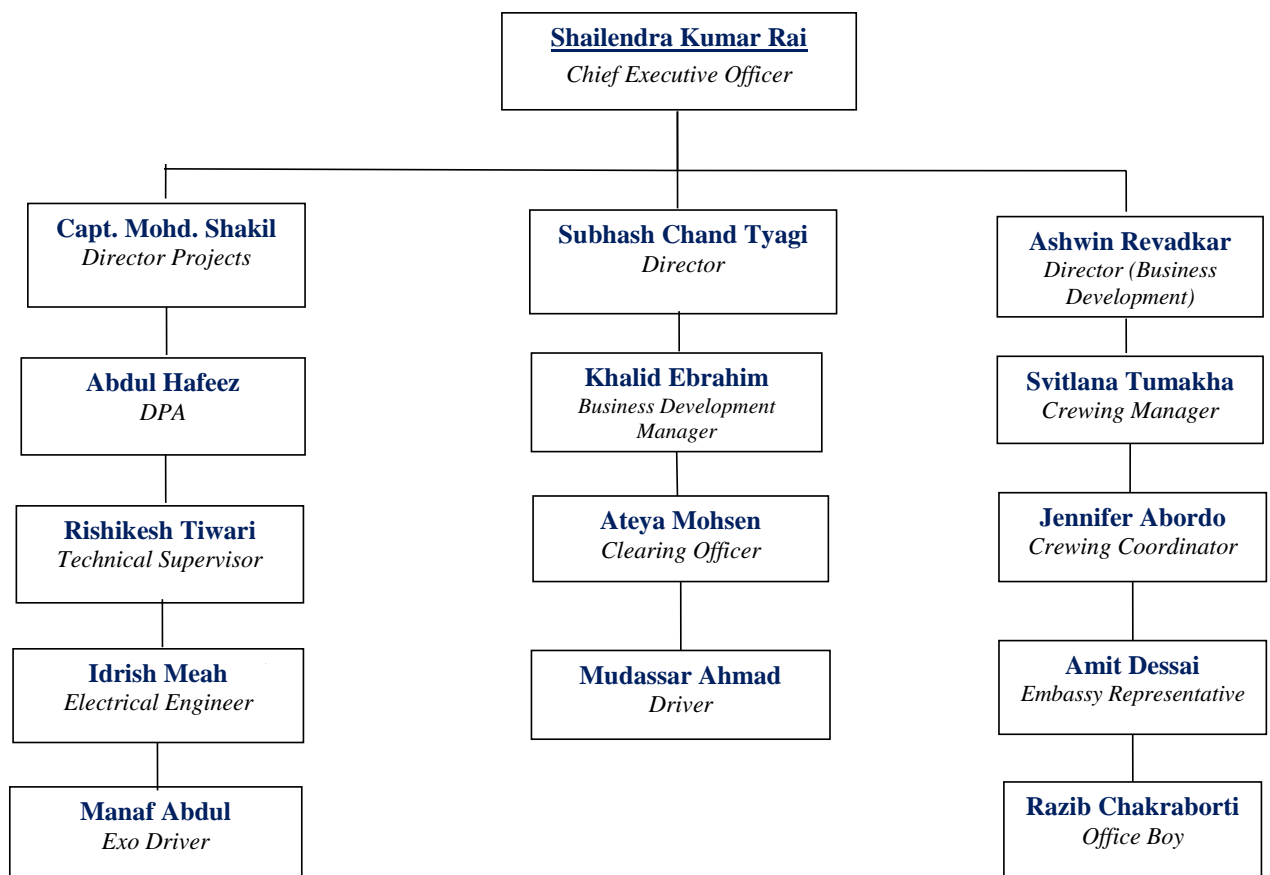 Shailendra Kumar Rai
Chief Executive Officer
Capt. Mohd. Shakil
Director Projects
Subhash Chand Tyagi
Director
Ashwin Revadkar
Director (Business
Development)
Abdul Hafeez
DPA
Khalid Ebrahim
Business Development
Manager
Svitlana Tumakha
Crewing Manager
Rishikesh Tiwari
Technical Supervisor
Ateya Mohsen
Clearing Officer
Jennifer Abordo
Crewing Coordinator
Idrish Meah
Electrical Engineer
Mudassar Ahmad
Driver
Amit Dessai
Embassy Representative
Manaf Abdul
Exo Driver
Razib Chakraborti
Office Boy